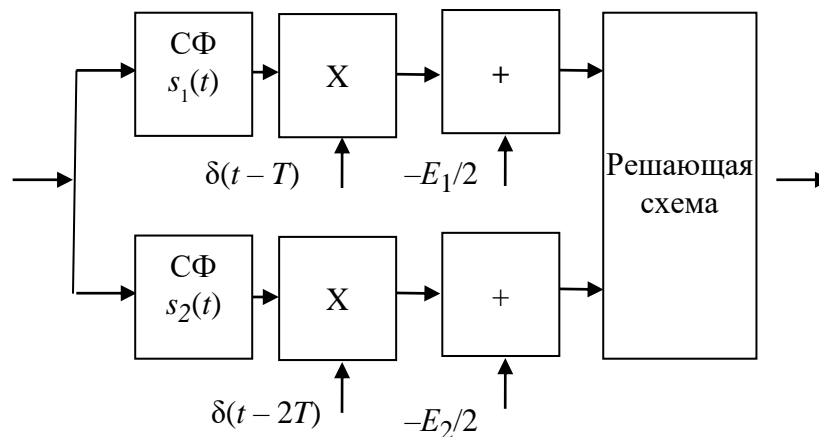 СФ
s₁(t)
X
+
δ(t – T)
–E₁/2
Решающая
схема
СФ
s₂(t)
X
+
δ(t – 2T)
–E₂/2